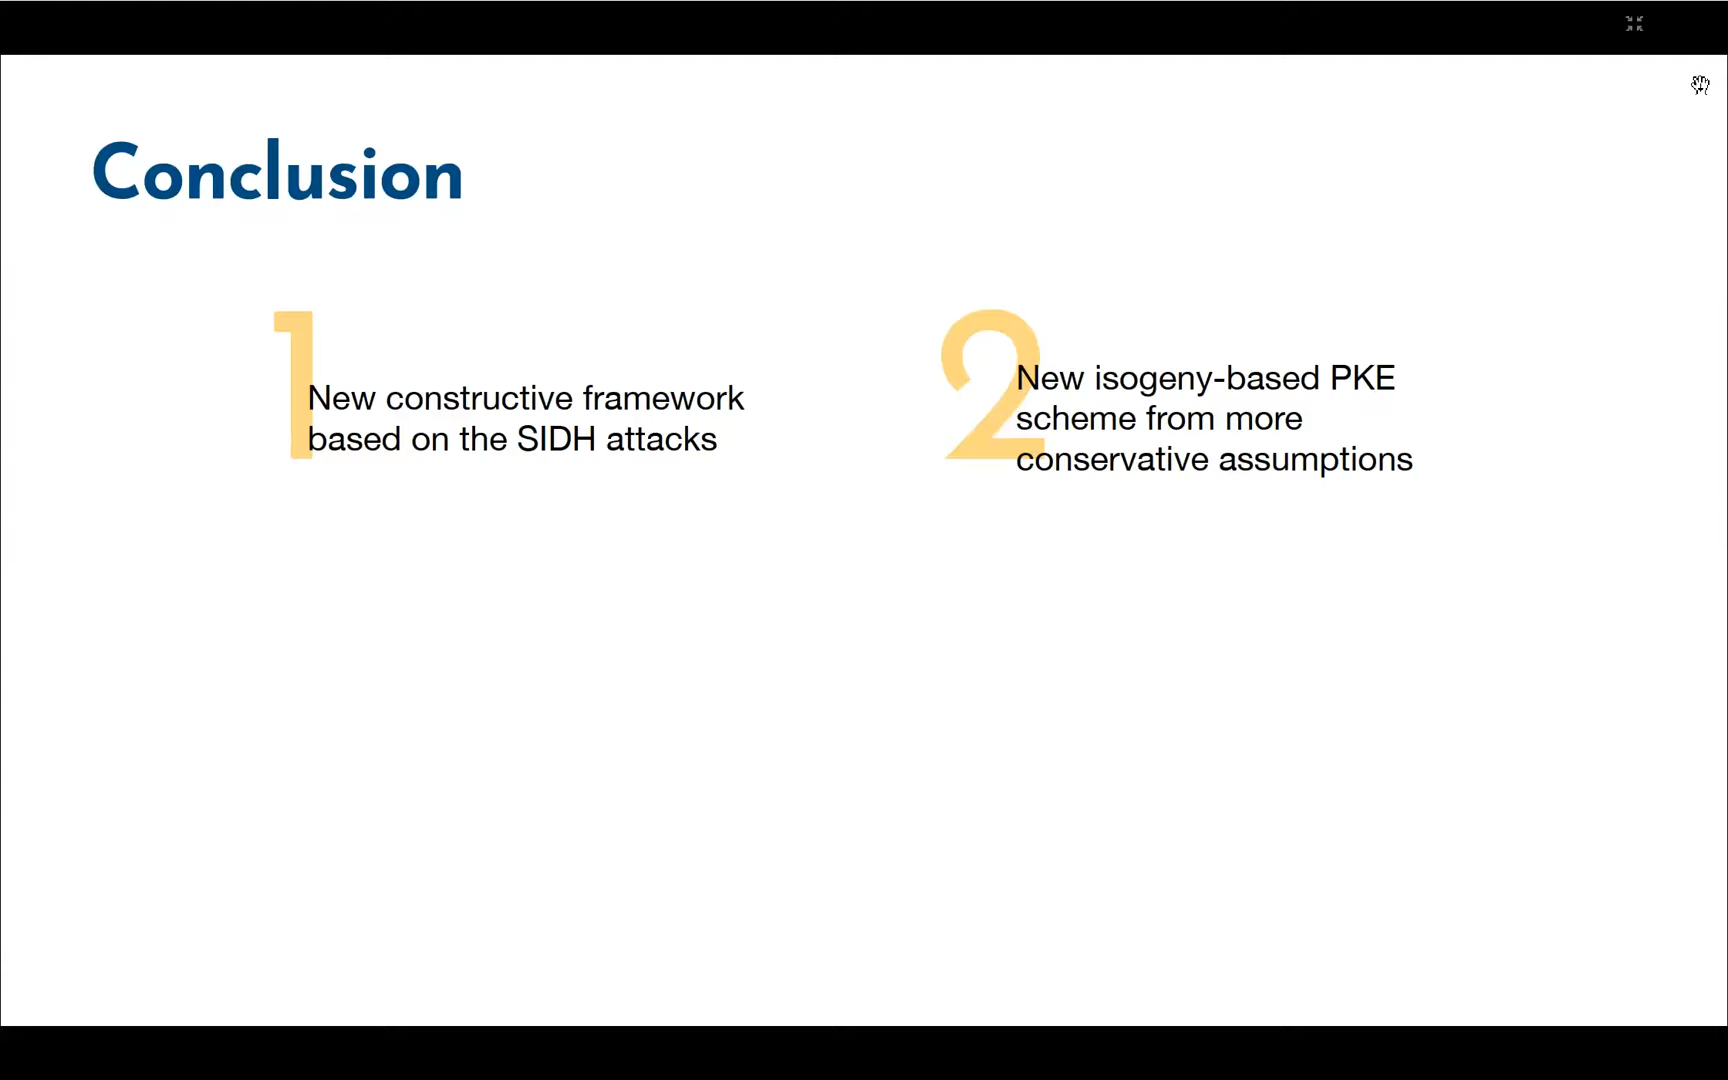 Conclusion
1
New constructive framework
based on the SIDH attacks
2
New isogeny-based PKE
scheme from more
conservative assumptions